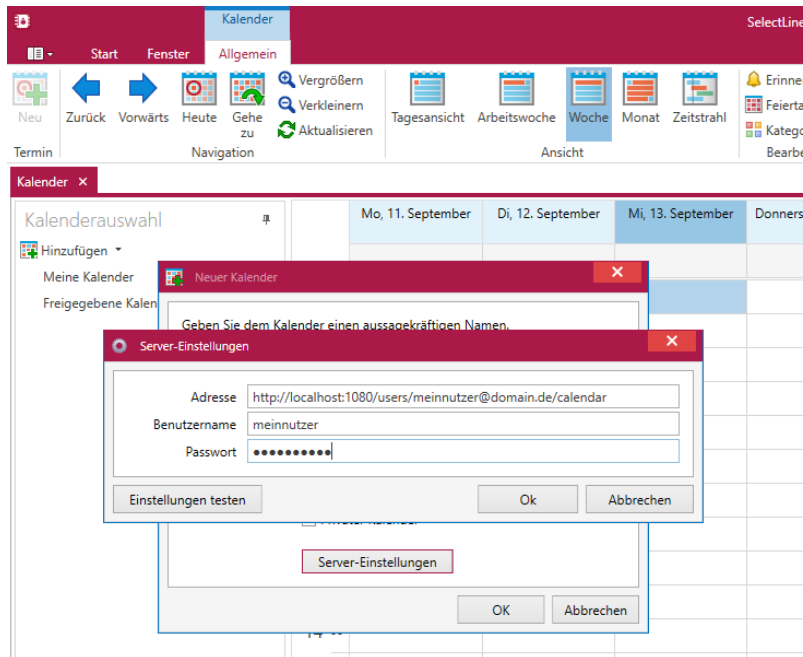 Kalender
SelectLine
Start Fenster Allgemein
Neu
Zurück Vorwärts Heute Gehe zu
Vergrößern
Verkleinern
Aktualisieren
Tagesansicht Arbeitswoche Woche Monat Zeitstrahl
Termin Navigation Ansicht
Kalender
Kalenderauswahl
Mo, 11. September Di, 12. September Mi, 13. September
Hinzufügen
Meine Kalender
Freigegebene
Neuer Kalender
Geben Sie dem Kalender einen aussagekräftigen Namen.
Server-Einstellungen
Adresse http://localhost:1080/users/meinnutzer@domain.de/calendar
Benutzername meinnutzer
Passwort ••••••••••
Einstellungen testen Ok Abbrechen
Server-Einstellungen
OK Abbrechen